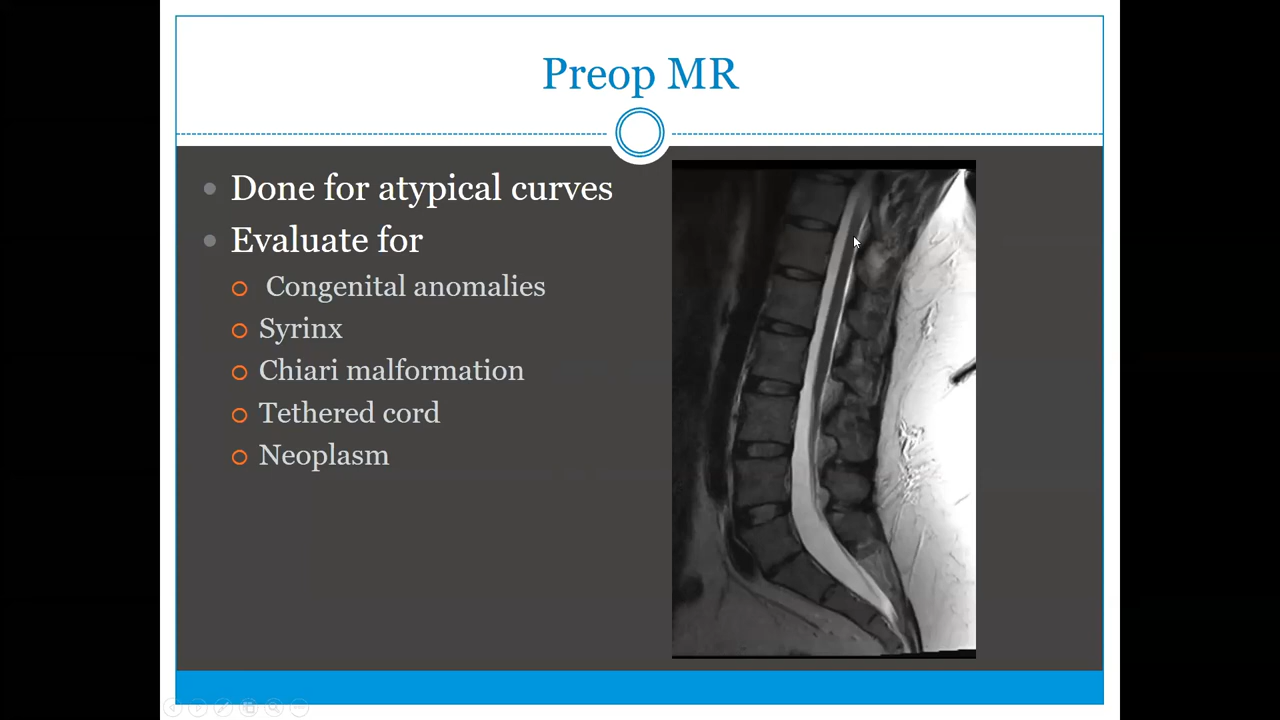 Preop MR
Done for atypical curves
Evaluate for
Congenital anomalies
Syrinx
Chiari malformation
Tethered cord
Neoplasm